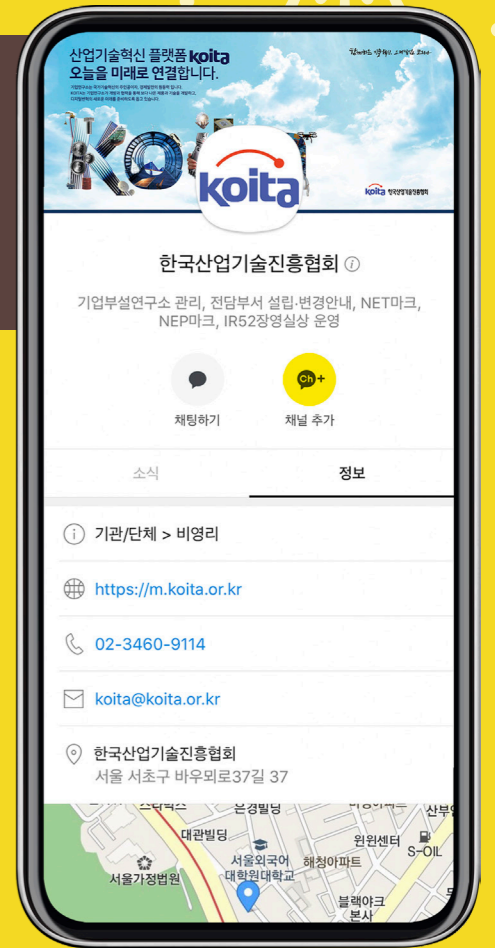 산업기술혁신 플랫폼 koita
오늘을 미래로 연결합니다.
koita
koita 한국산업기술진흥협회
한국산업기술진흥협회
기업부설연구소 관리, 전담부서 설립·변경안내, NET마크,
NEP마크, IR52장영실상 운영
Ch+
채팅하기 채널 추가
소식 정보
기관/단체 > 비영리
https://m.koita.or.kr
02-3460-9114
koita@koita.or.kr
한국산업기술진흥협회
서울 서초구 바우뫼로37길 37
은경빌딩
대관빌딩
윈윈센터
S-OIL
서울외국어
대학원대학교
해청아파트
서울가정법원
블랙야크
본사